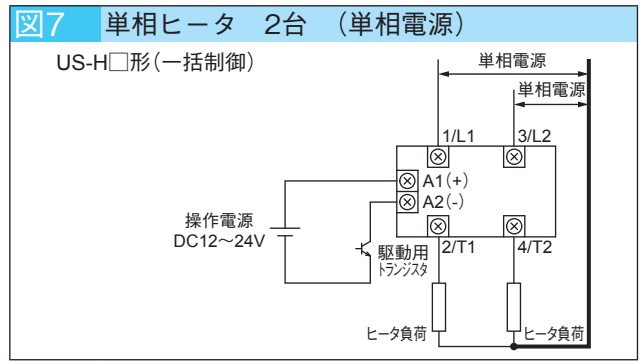 図7 単相ヒータ 2台 (単相電源)
US-H□形(一括制御)
単相電源
単相電源
1/L1 3/L2
A1(+)
A2(-)
操作電源
DC12～24V
駆動用
トランジスタ
2/T1 4/T2
ヒータ負荷 ヒータ負荷